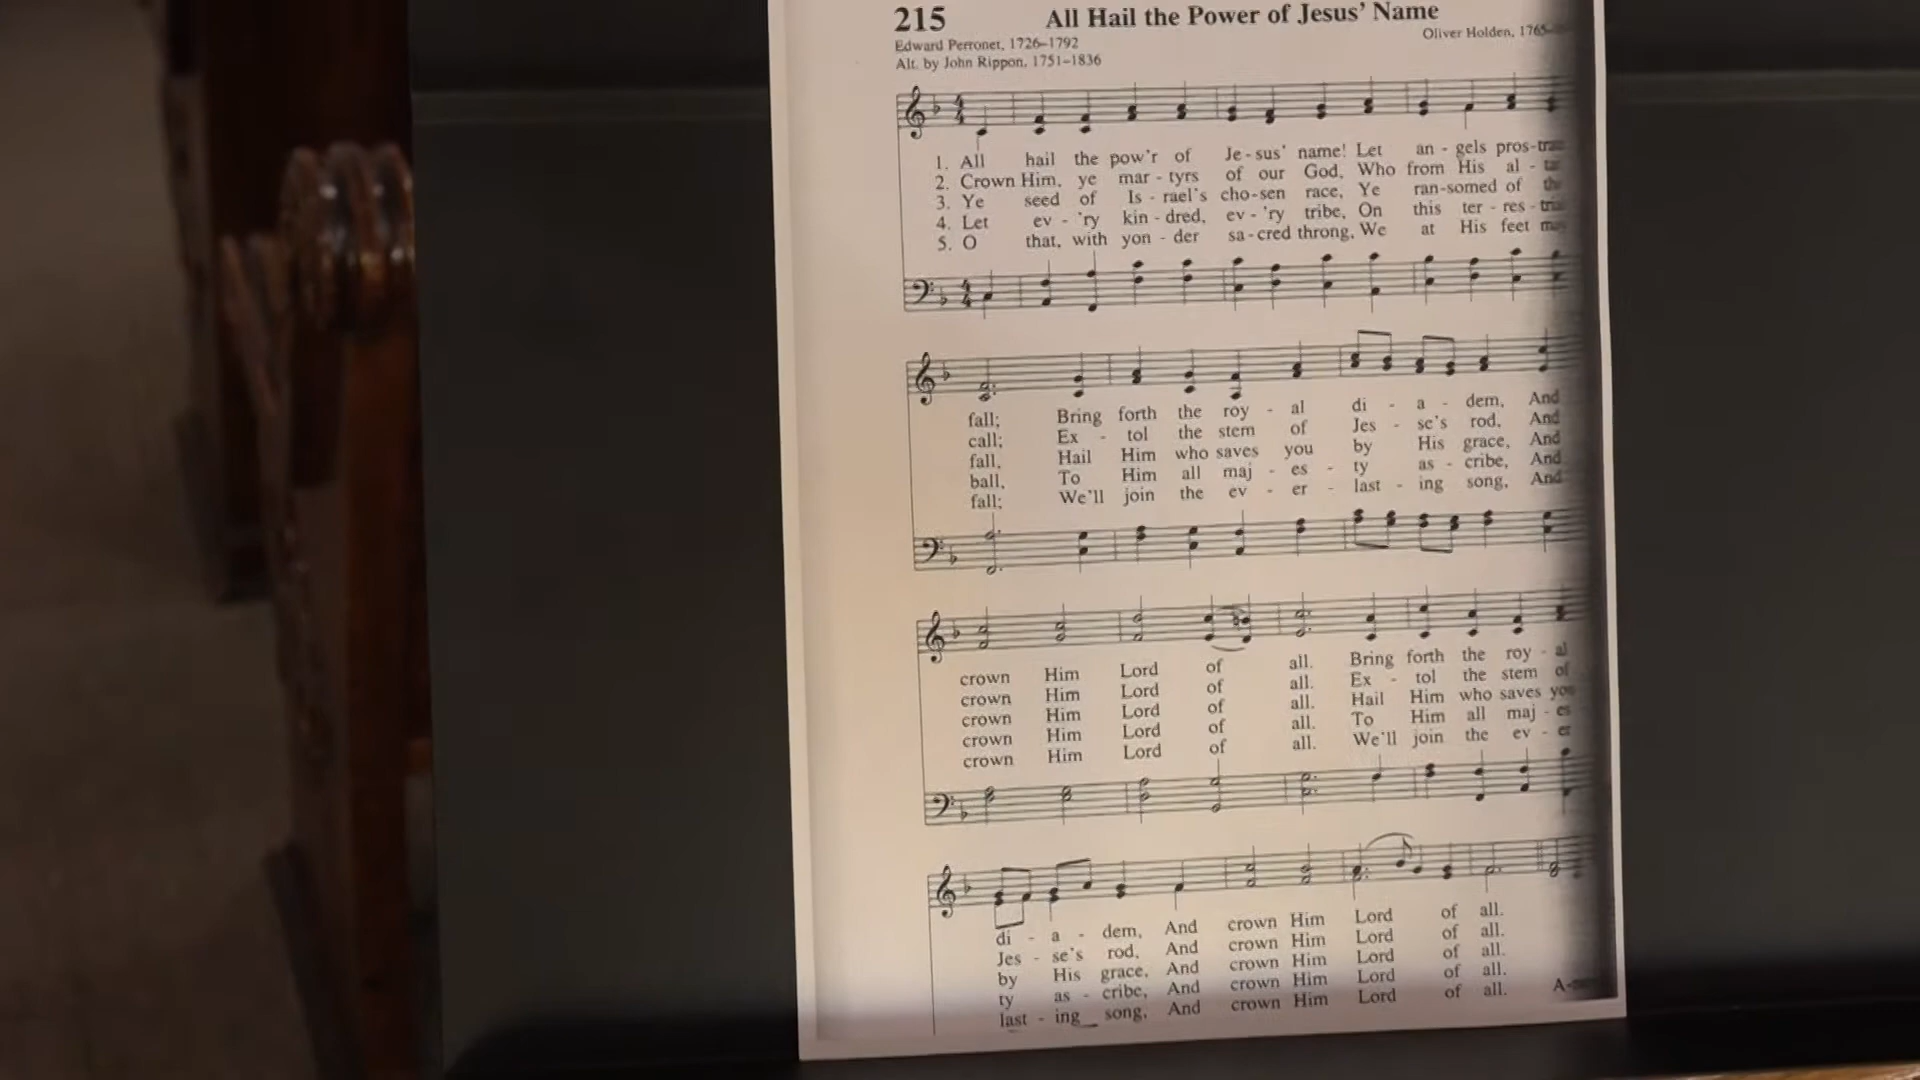 215 All Hail the Power of Jesus' Name
Edward Perronet, 1726–1792 Oliver Holden, 1765–
Alt. by John Rippon, 1751–1836
1. All hail the pow'r of Je - sus' name! Let an - gels pros - trate
2. Crown Him, ye mar - tyrs of our God, Who from His al - tar
3. Ye seed of Is - rael's cho - sen race, Ye ran - somed of the
4. Let ev - 'ry kin - dred, ev - 'ry tribe, On this ter - res - trial
5. O that, with yon - der sa - cred throng, We at His feet may
fall; Bring forth the roy - al di - a - dem, And
call; Ex - tol the stem of Jes - se's rod, And
fall, Hail Him who saves you by His grace, And
ball, To Him all maj - es - ty as - cribe, And
fall; We'll join the ev - er - last - ing song, And
crown Him Lord of all. Bring forth the roy - al
crown Him Lord of all. Ex - tol the stem of
crown Him Lord of all. Hail Him who saves you
crown Him Lord of all. To Him all maj - es
crown Him Lord of all. We'll join the ev - er
di - a - dem, And crown Him Lord of all.
Jes - se's rod, And crown Him Lord of all.
by His grace, And crown Him Lord of all.
ty as - cribe, And crown Him Lord of all.
last - ing_ song, And crown Him Lord of all.